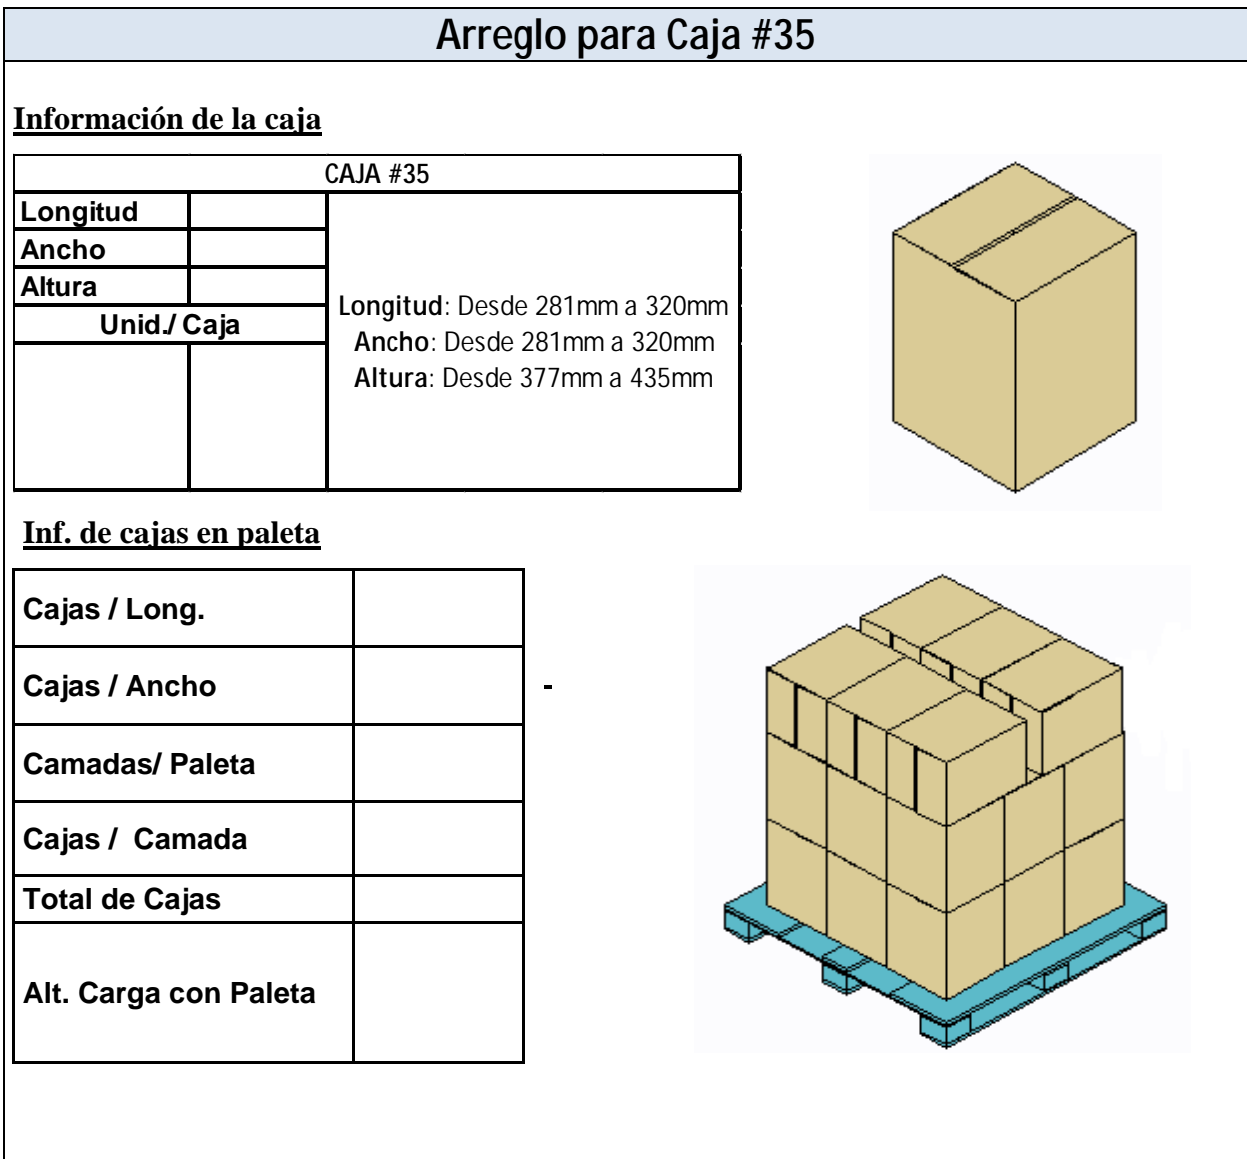 Arreglo para Caja #35
Información de la caja
CAJA #35
Longitud
Ancho
Altura
Unid./ Caja
Longitud: Desde 281mm a 320mm
Ancho: Desde 281mm a 320mm
Altura: Desde 377mm a 435mm
Inf. de cajas en paleta
Cajas / Long.
Cajas / Ancho
-
Camadas/ Paleta
Cajas / Camada
Total de Cajas
Alt. Carga con Paleta